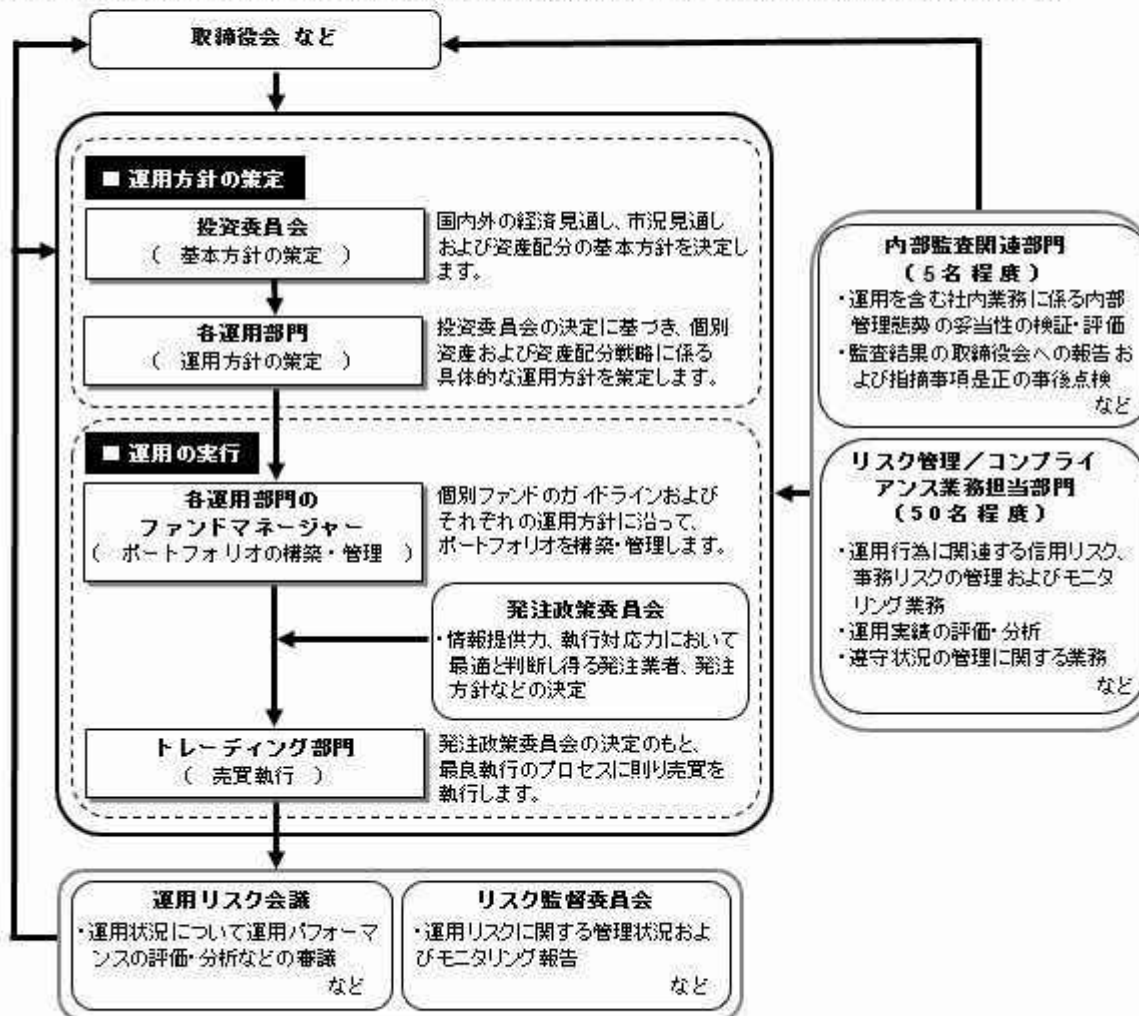 取締役会 など
■ 運用方針の策定
投資委員会
( 基本方針の策定 )
国内外の経済見通し、市況見通し
および資産配分の基本方針を決定し
ます。
各運用部門
( 運用方針の策定 )
投資委員会の決定に基づき、個別
資産および資産配分戦略に係る
具体的な運用方針を策定します。
■ 運用の実行
各運用部門の
ファンドマネージャー
( ポートフォリオの構築・管理 )
個別ファンドのガイドラインおよび
それぞれの運用方針に沿って、
ポートフォリオを構築・管理します。
発注政策委員会
・情報提供力、執行対応力において
最適と判断し得る発注業者、発注
方針などの決定
トレーディング部門
( 売買執行 )
発注政策委員会の決定のもと、
最良執行のプロセスに則り売買を
執行します。
内部監査関連部門
(5名程度)
・運用を含む社内業務に係る内部
管理態勢の妥当性の検証・評価
・監査結果の取締役会への報告お
よび指摘事項是正の事後点検
など
リスク管理/コンプライ
アンス業務担当部門
(50名程度)
・運用行為に関連する信用リスク、
事務リスクの管理およびモニタ
リング業務
・運用実績の評価・分析
・遵守状況の管理に関する業務
など
運用リスク会議
・運用状況について運用パフォーマ
ンスの評価・分析などの審議
など
リスク監督委員会
・運用リスクに関する管理状況およ
びモニタリング報告
など